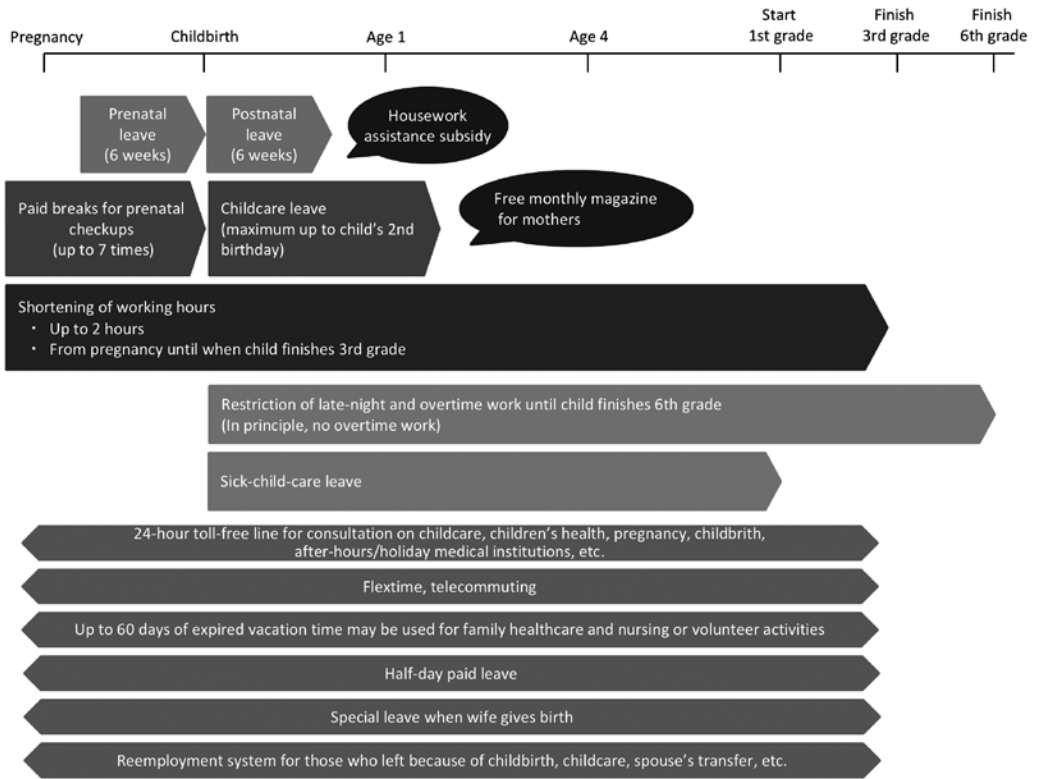 Pregnancy
Childbirth
Age 1
Age 4
Start
1st grade
Finish
3rd grade
Finish
6th grade
Prenatal
leave
(6 weeks)
Postnatal
leave
(6 weeks)
Housework
assistance subsidy
Paid breaks for prenatal
checkups
(up to 7 times)
Childcare leave
(maximum up to child's 2nd
birthday)
Free monthly magazine
for mothers
Shortening of working hours
・ Up to 2 hours
・ From pregnancy until when child finishes 3rd grade
Restriction of late-night and overtime work until child finishes 6th grade
(In principle, no overtime work)
Sick-child-care leave
24-hour toll-free line for consultation on childcare, children's health, pregnancy, childbrith,
after-hours/holiday medical institutions, etc.
Flextime, telecommuting
Up to 60 days of expired vacation time may be used for family healthcare and nursing or volunteer activities
Half-day paid leave
Special leave when wife gives birth
Reemployment system for those who left because of childbirth, childcare, spouse's transfer, etc.